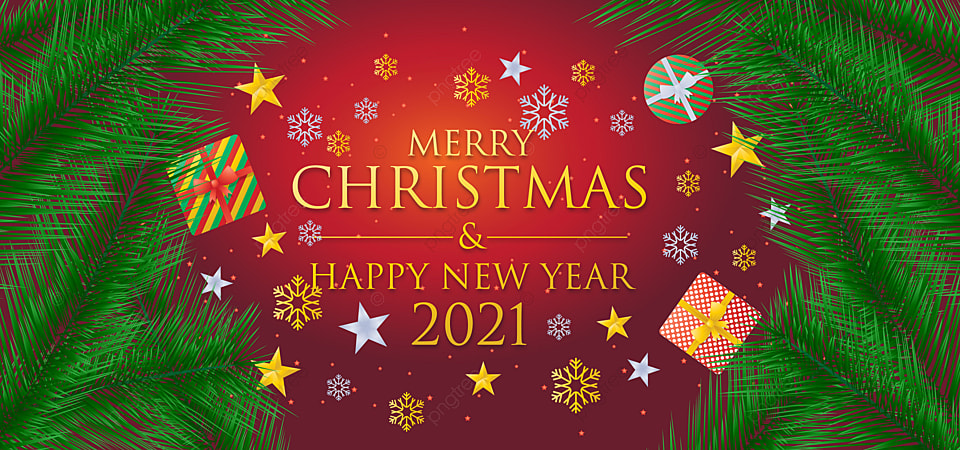 MERRY
CHRISTMAS
&
HAPPY NEW YEAR
2021